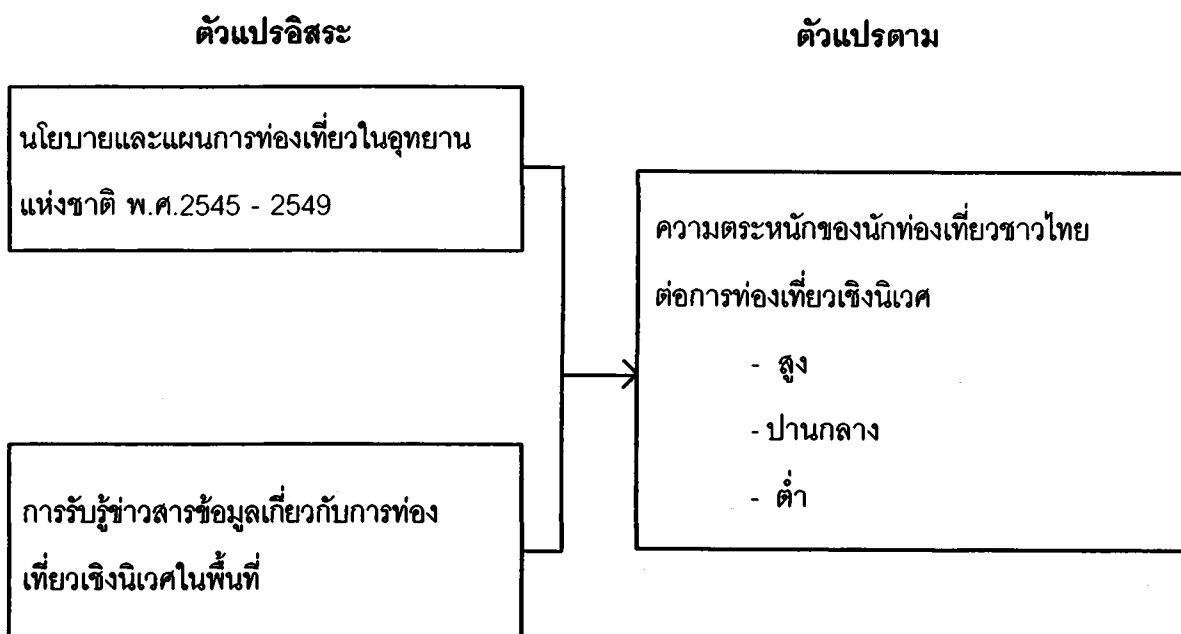 ตัวแปรอิสระ
ตัวแปรตาม
นโยบายและแผนการท่องเที่ยวในอุทยาน
แห่งชาติ พ.ศ.2545 - 2549
ความตระหนักของนักท่องเที่ยวชาวไทย
ต่อการท่องเที่ยวเชิงนิเวศ
- สูง
- ปานกลาง
- ต่ำ
การรับรู้ข่าวสารข้อมูลเกี่ยวกับการท่อง
เที่ยวเชิงนิเวศในพื้นที่